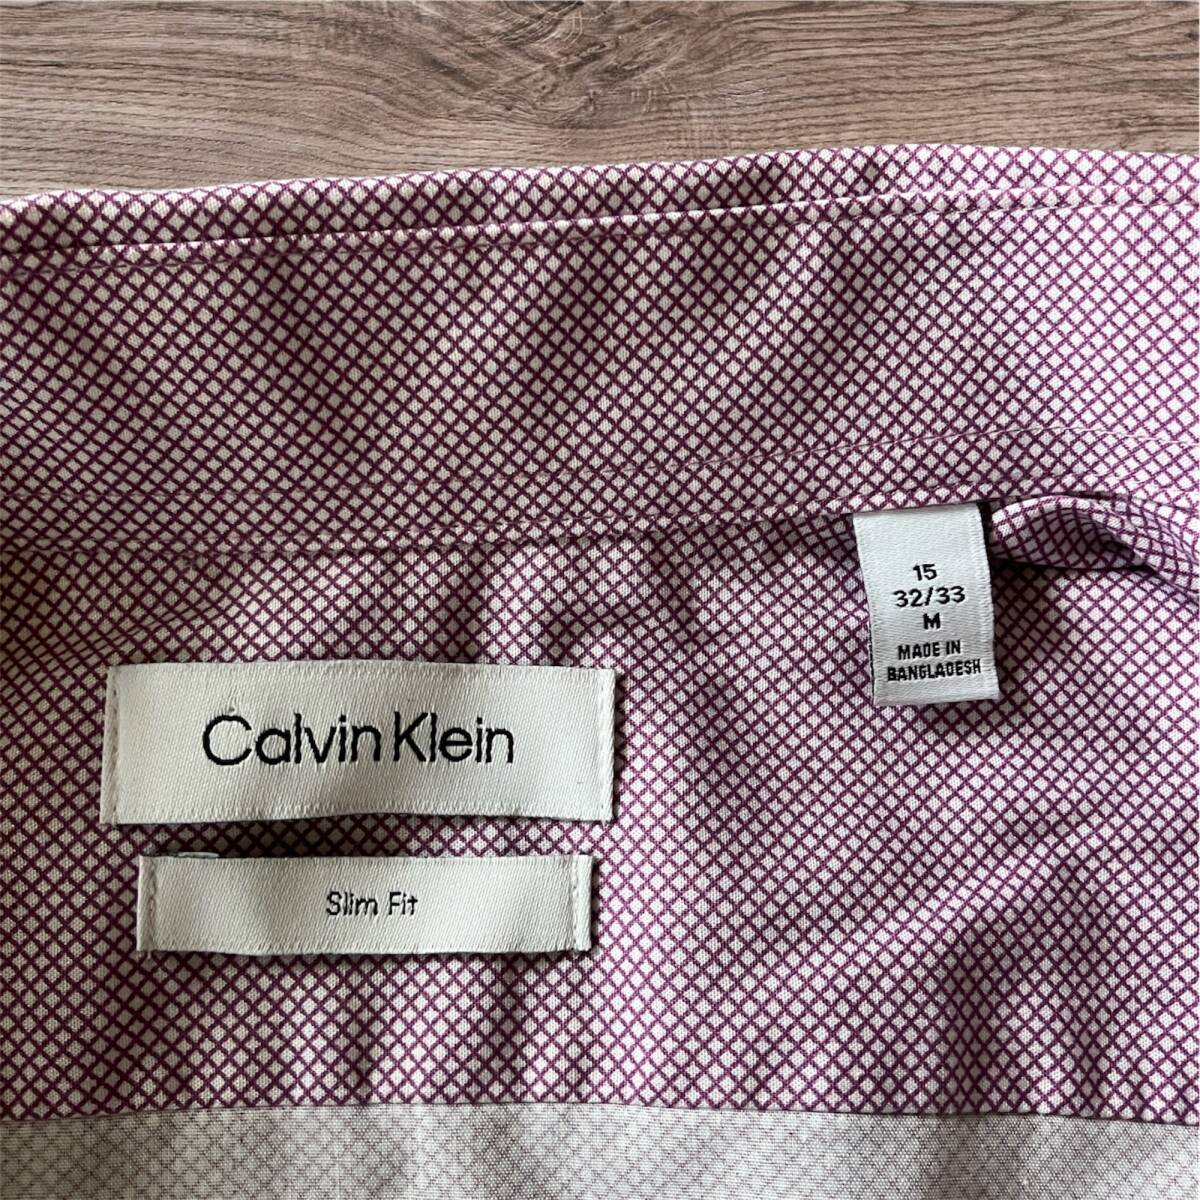 15
32/33
M
MADE IN
BANGLADESH
Calvin Klein
Slim Fit